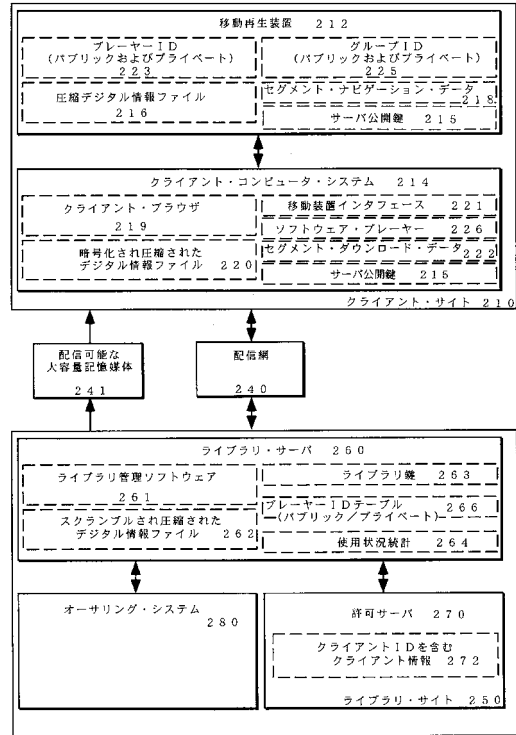 移動再生装置 212
プレーヤーID
(パブリックおよびプライベート)
223
グループID
(パブリックおよびプライベート)
225
圧縮デジタル情報ファイル
216
セグメント・ナビゲーション・データ
218
サーバ公開鍵 215
クライアント・コンピュータ・システム 214
クライアント・ブラウザ
219
移動装置インタフェース 221
ソフトウェア・プレーヤー 226
暗号化され圧縮された
デジタル情報ファイル 220
セグメント・ダウンロード・データ
222
サーバ公開鍵 215
クライアント・サイト 210
配信可能な
大容量記憶媒体
241
配信網
240
ライブラリ・サーバ 260
ライブラリ管理ソフトウェア
261
ライブラリ鍵 263
プレーヤーIDテーブル 266
(パブリック/プライベート)
スクランブルされ圧縮された
デジタル情報ファイル 262
使用状況統計 264
オーサリング・システム
280
許可サーバ 270
クライアントIDを含む
クライアント情報 272
ライブラリ・サイト 250